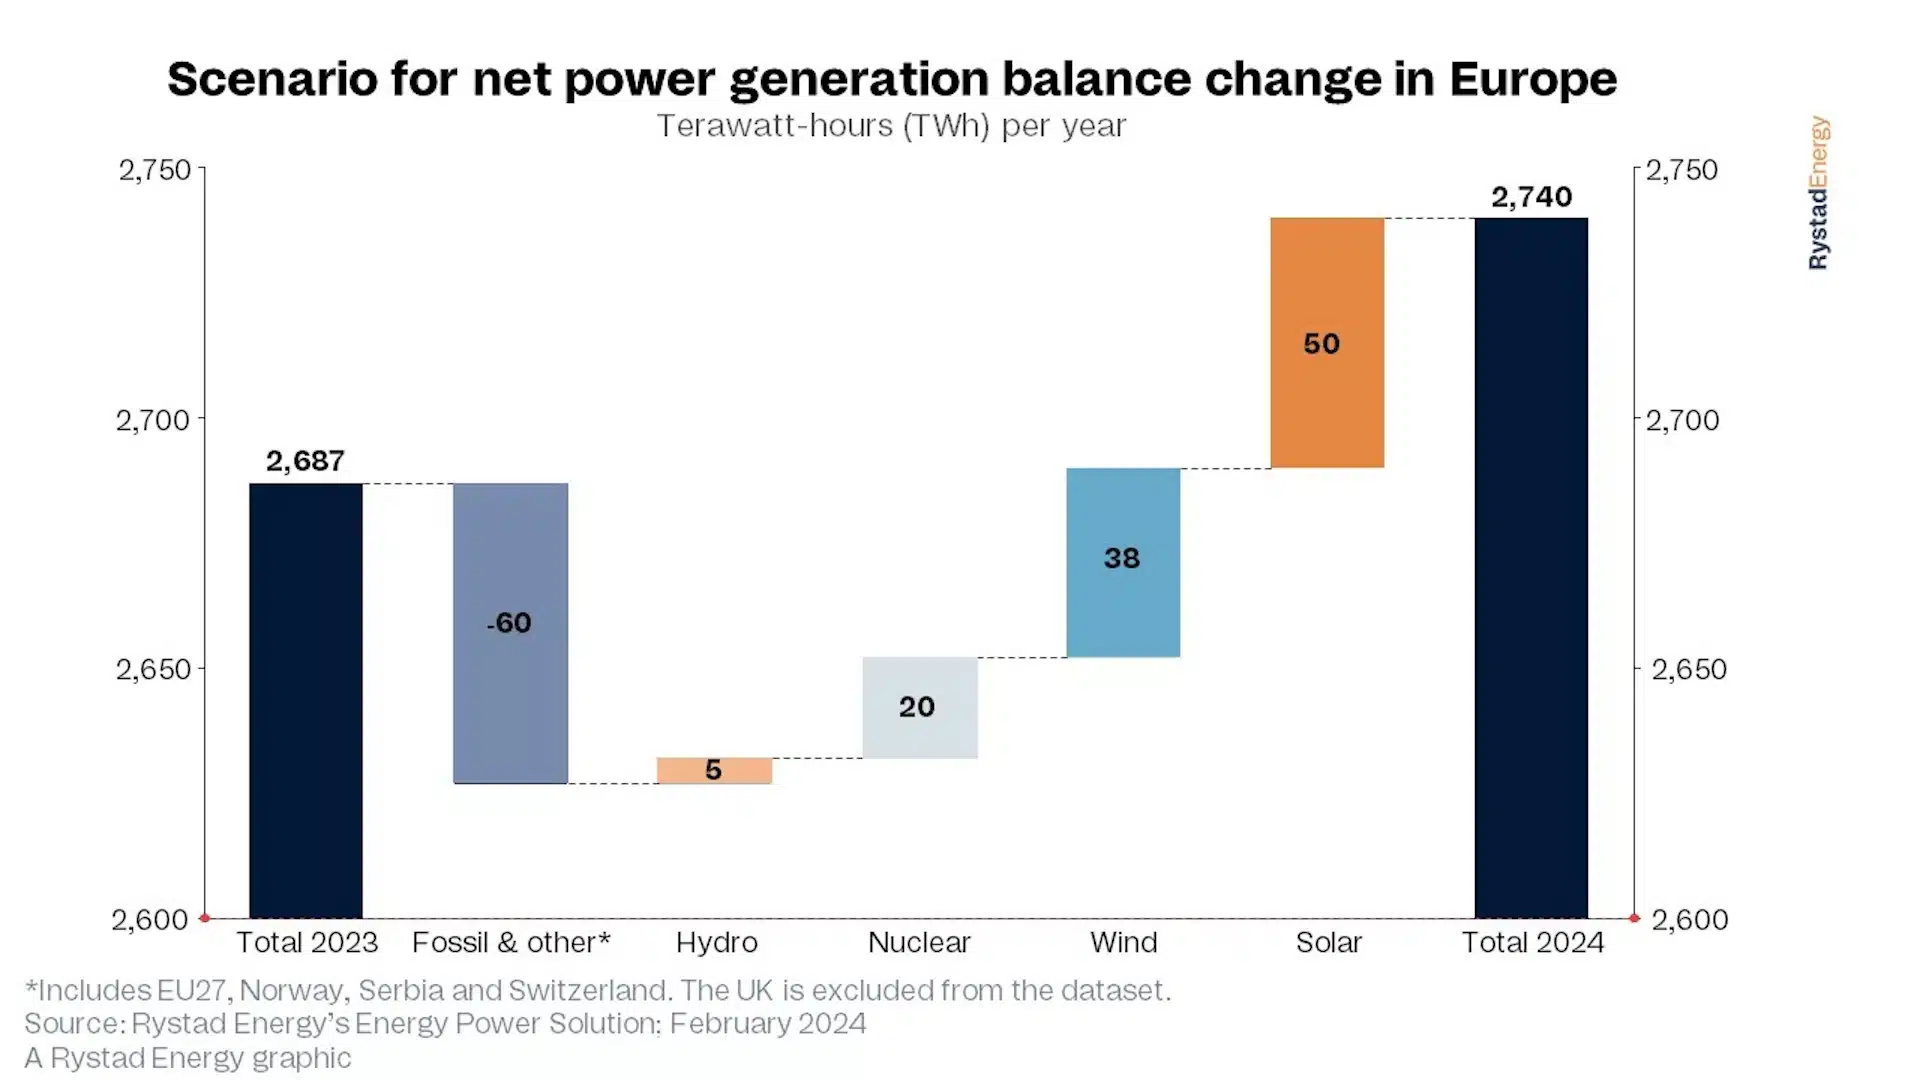 Scenario for net power generation balance change in Europe
Terawatt-hours (TWh) per year
RystadEnergy
2,750
2,750
2,740
50
2,700
2,700
2,687
38
-60
2,650
2,650
20
5
2,600
2,600
Total 2023
Fossil & other*
Hydro
Nuclear
Wind
Solar
Total 2024
*Includes EU27, Norway, Serbia and Switzerland. The UK is excluded from the dataset.
Source: Rystad Energy's Energy Power Solution; February 2024
A Rystad Energy graphic